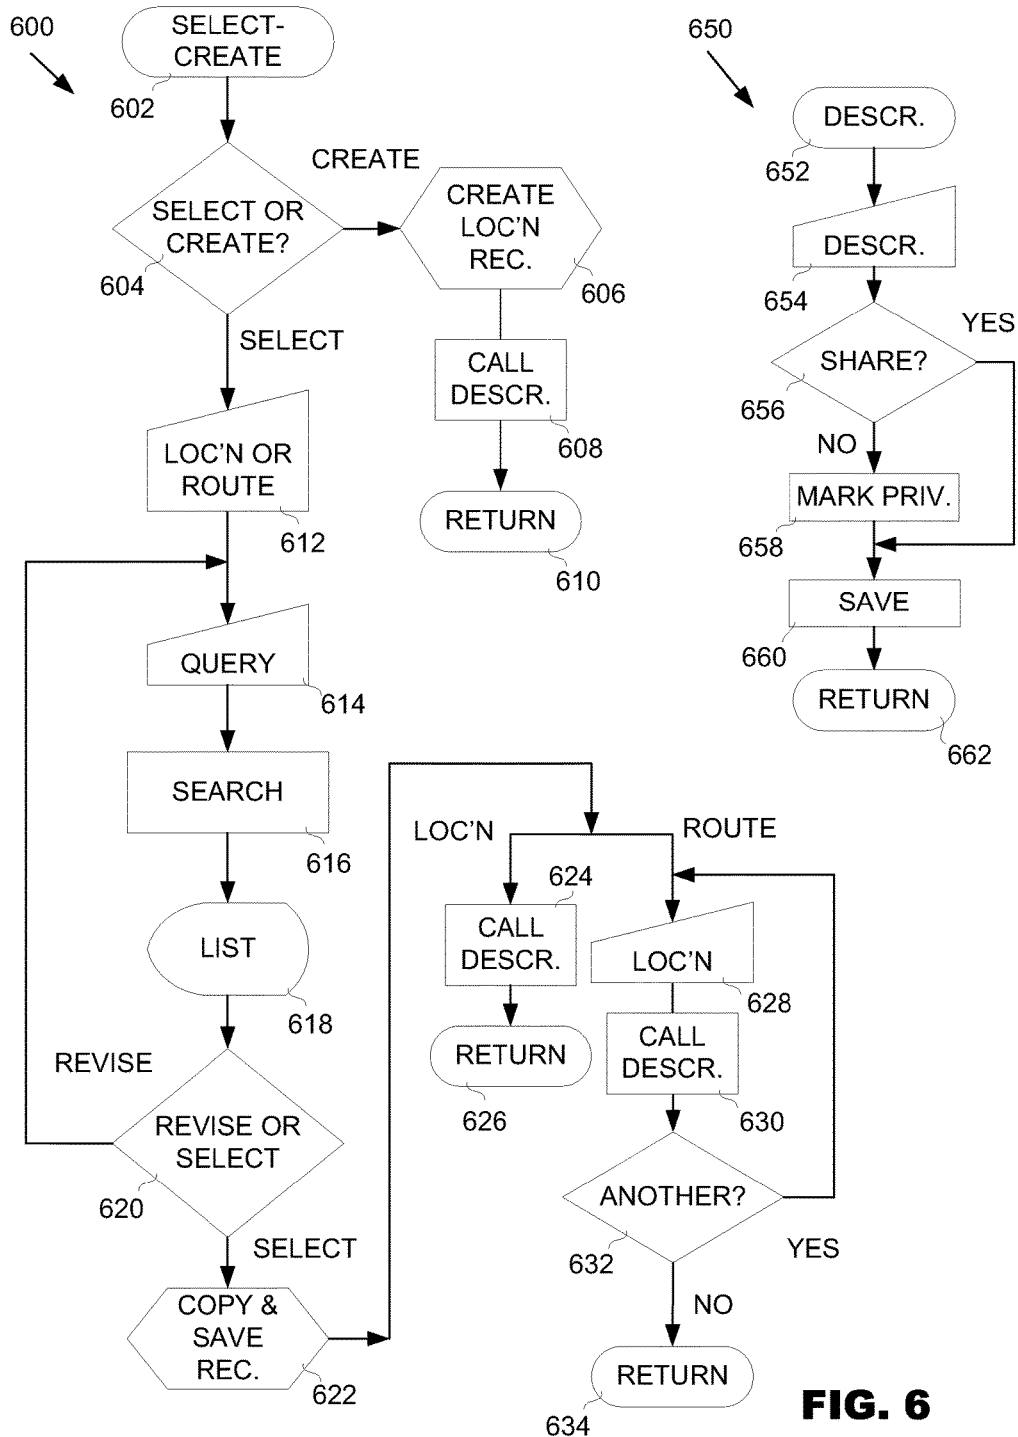 600
SELECT-
CREATE
602
SELECT OR
CREATE?
604
CREATE
CREATE
LOC'N
REC.
606
CALL
DESCR.
608
RETURN
610
SELECT
LOC'N OR
ROUTE
612
QUERY
614
SEARCH
616
LIST
618
REVISE
REVISE OR
SELECT
620
SELECT
COPY &
SAVE
REC.
622
LOC'N
ROUTE
624
CALL
DESCR.
RETURN
626
LOC'N
628
CALL
DESCR.
630
ANOTHER?
632
YES
NO
RETURN
634
650
DESCR.
652
DESCR.
654
YES
SHARE?
656
NO
MARK PRIV.
658
SAVE
660
RETURN
662
FIG. 6